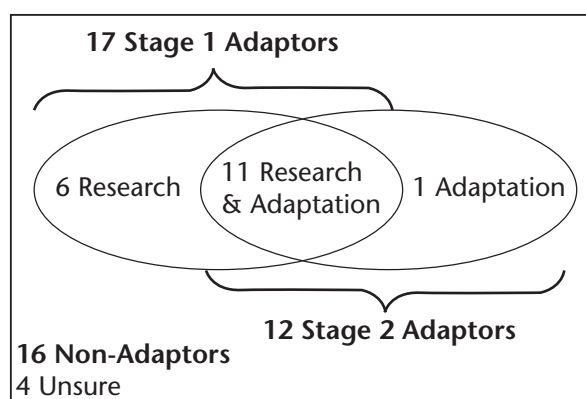 17 Stage 1 Adaptors
6 Research
11 Research
& Adaptation
1 Adaptation
12 Stage 2 Adaptors
16 Non-Adaptors
4 Unsure